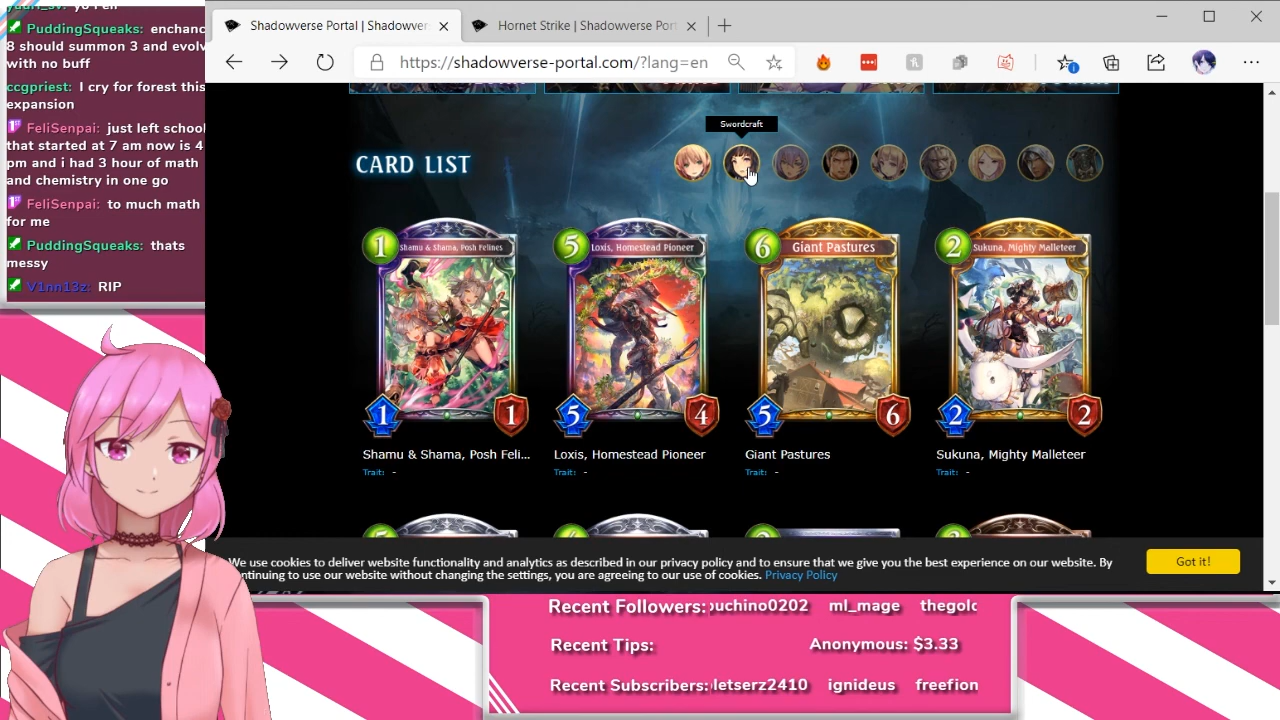 PuddingSqueaks: enchanc
8 should summon 3 and evolv
with no buff
ccgpriest: I cry for forest this
expansion
FeliSenpai: just left school
that started at 7 am now is 4
pm and i had 3 hour of math
and chemistry in one go
FeliSenpai: to much math
for me
PuddingSqueaks: thats
messy
V1nn13z: RIP
Shadowverse Portal | Shadowvers
Hornet Strike | Shadowverse Port
https://shadowverse-portal.com/?lang=en
Swordcraft
CARD LIST
1 Shamu & Shama, Posh Felines
5 Loxis, Homestead Pioneer
6 Giant Pastures
2 Sukuna, Mighty Malleteer
1 1
5 4
5 6
2 2
Shamu & Shama, Posh Feli...
Loxis, Homestead Pioneer
Giant Pastures
Sukuna, Mighty Malleteer
Trait: -
Trait: -
Trait: -
Trait: -
We use cookies to deliver website functionality and analytics as described in our privacy policy and to ensure that we give you the best experience on our website. By
ntinuing to use our website without changing the settings, you are agreeing to our use of cookies. Privacy Policy
Got it!
Recent Followers: ouchino0202 ml_mage thegolc
Recent Tips: Anonymous: $3.33
Recent Subscribers: letserz2410 ignideus freefion